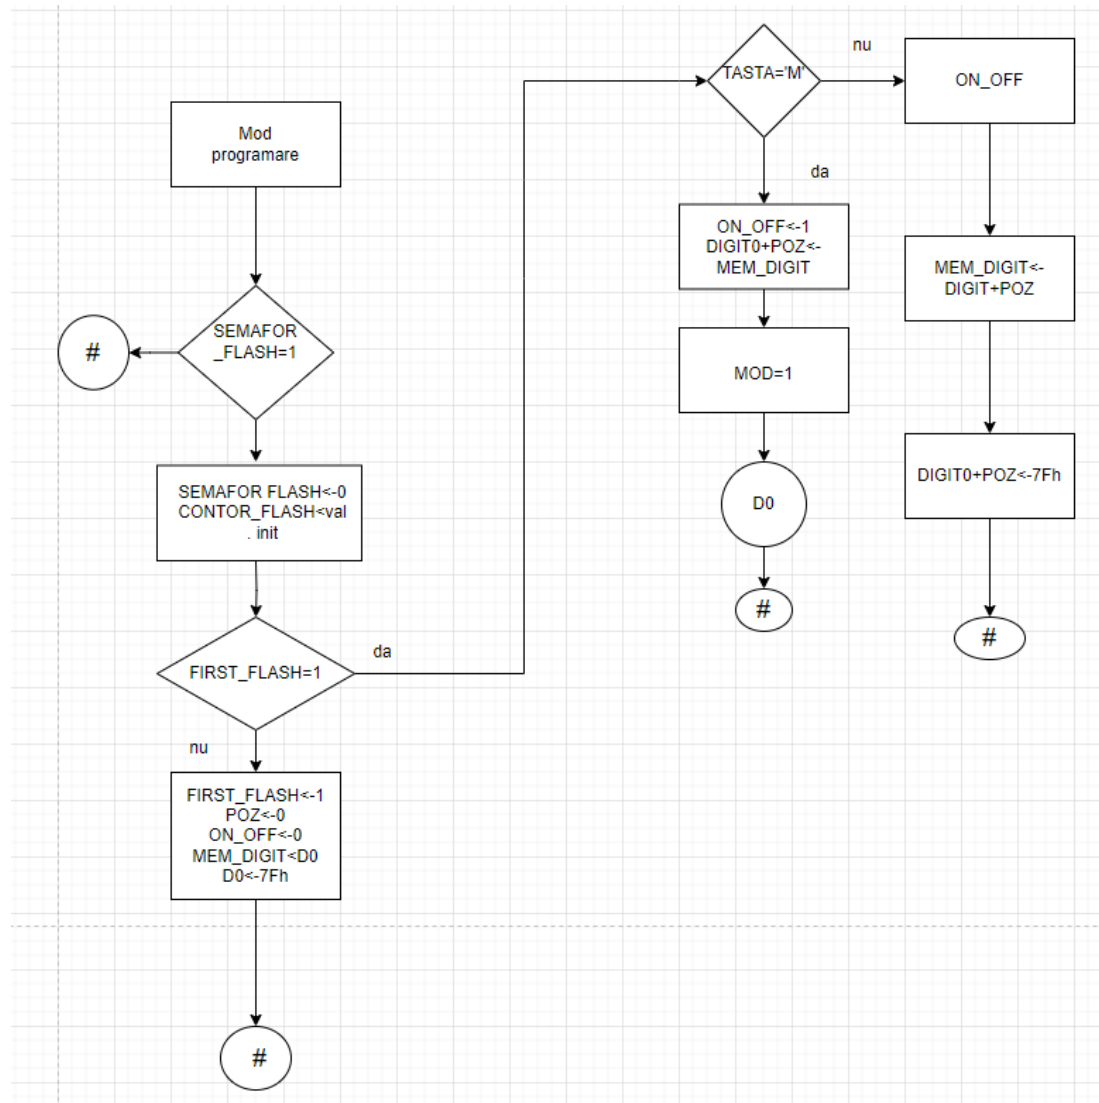 Mod
programare
SEMAFOR
_FLASH=1
#
SEMAFOR FLASH<-0
CONTOR_FLASH<val
. init
FIRST_FLASH=1
da
nu
FIRST_FLASH<-1
POZ<-0
ON_OFF<-0
MEM_DIGIT<D0
D0<-7Fh
#
TASTA='M'
nu
da
ON_OFF<-1
DIGIT0+POZ<-
MEM_DIGIT
MOD=1
D0
#
ON_OFF
MEM_DIGIT<-
DIGIT+POZ
DIGIT0+POZ<-7Fh
#